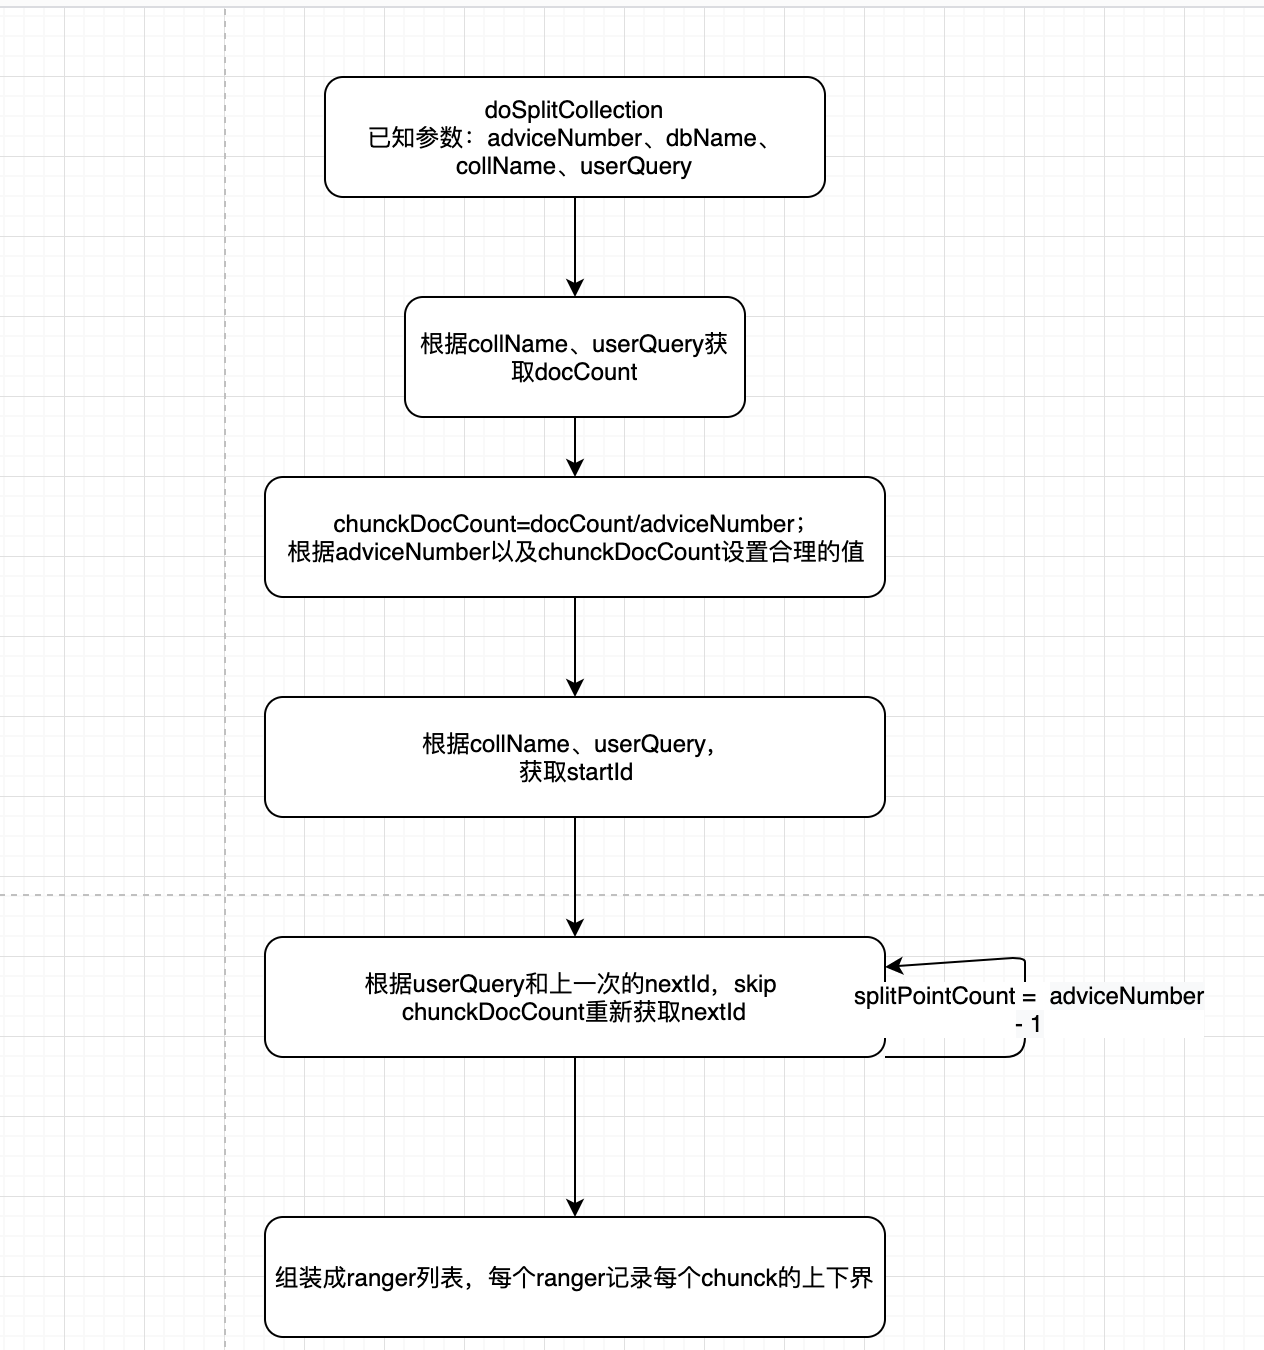 doSplitCollection
已知参数：adviceNumber、dbName、
collName、userQuery
根据collName、userQuery获
取docCount
chunckDocCount=docCount/adviceNumber；
根据adviceNumber以及chunckDocCount设置合理的值
根据collName、userQuery，
获取startId
根据userQuery和上一次的nextId，skip
chunckDocCount重新获取nextId
splitPointCount = adviceNumber
- 1
组装成ranger列表，每个ranger记录每个chunck的上下界